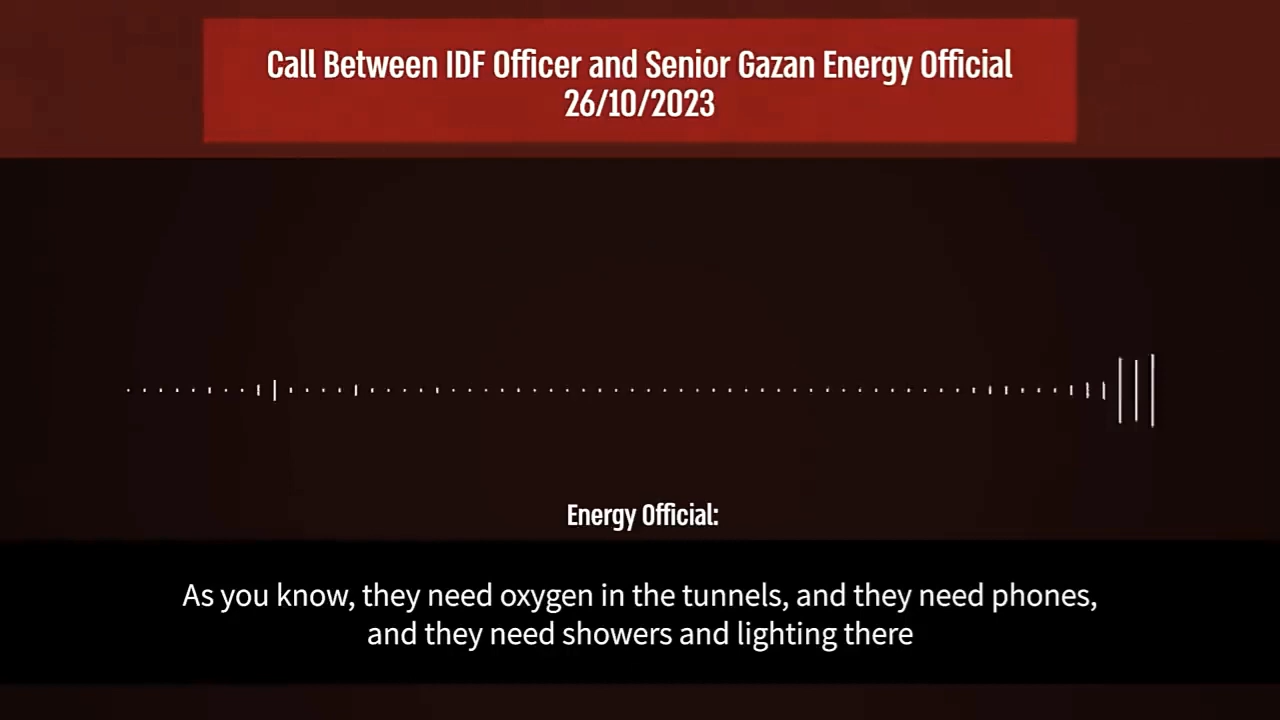 Call Between IDF Officer and Senior Gazan Energy Official
26/10/2023
Energy Official:
As you know, they need oxygen in the tunnels, and they need phones,
and they need showers and lighting there